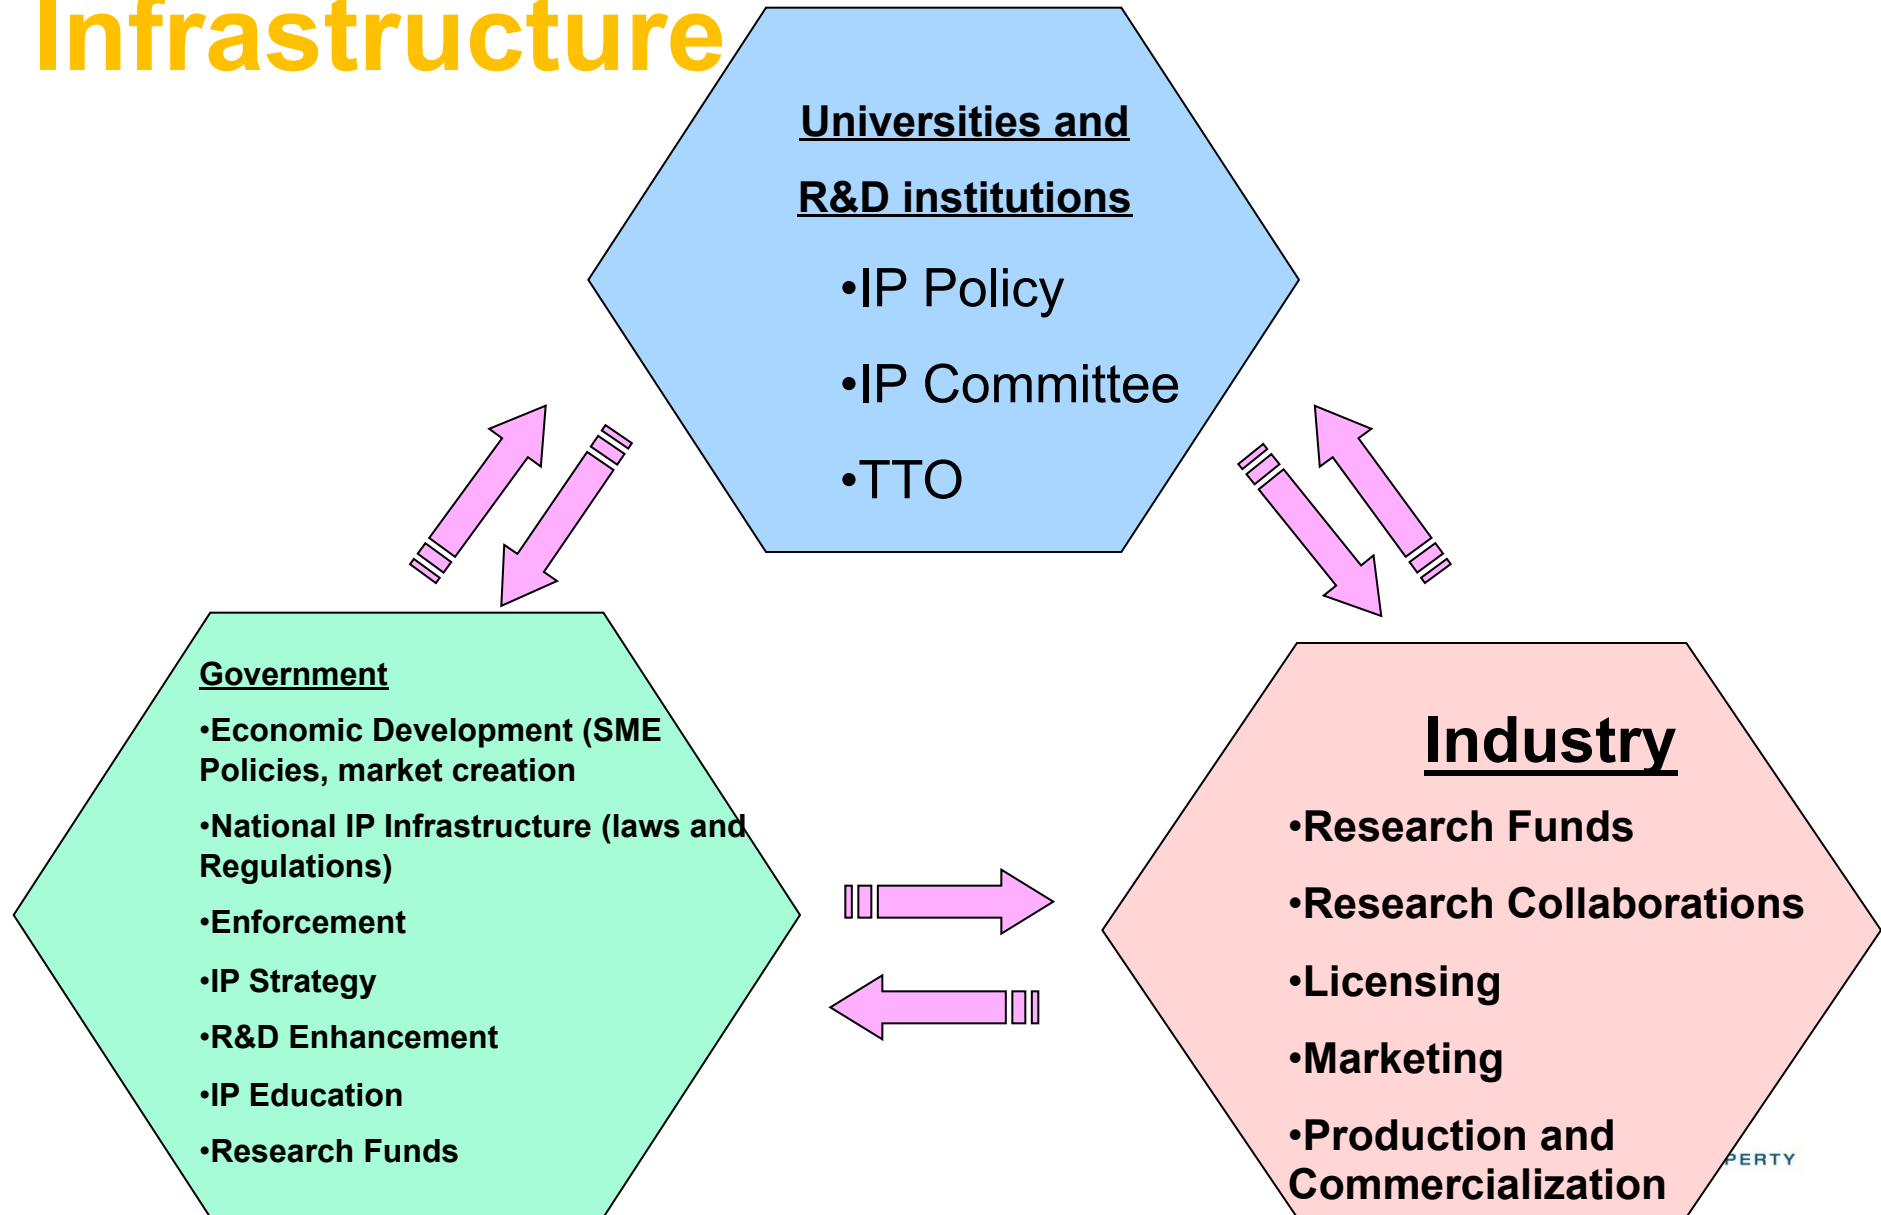 Infrastructure
Universities and
R&D institutions
•IP Policy
•IP Committee
•TTO
Government
•Economic Development (SME
Policies, market creation
•National IP Infrastructure (laws and
Regulations)
•Enforcement
•IP Strategy
•R&D Enhancement
•IP Education
•Research Funds
Industry
•Research Funds
•Research Collaborations
•Licensing
•Marketing
•Production and
Commercialization
PERTY